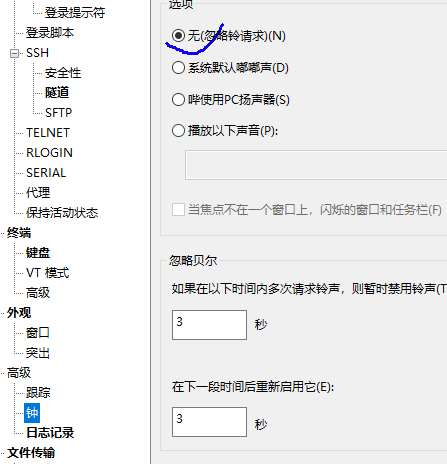 登录提示符
登录脚本
SSH
安全性
隧道
SFTP
TELNET
RLOGIN
SERIAL
代理
保持活动状态
终端
键盘
VT 模式
高级
外观
窗口
突出
高级
跟踪
钟
日志记录
文件传输
选项
无(忽略铃请求)(N)
系统默认嘟嘟声(D)
哔使用PC扬声器(S)
播放以下声音(P):
当焦点不在一个窗口上，闪烁的窗口和任务栏(F)
忽略贝尔
如果在以下时间内多次请求铃声，则暂时禁用铃声(T
3 秒
在下一段时间后重新启用它(E):
3 秒